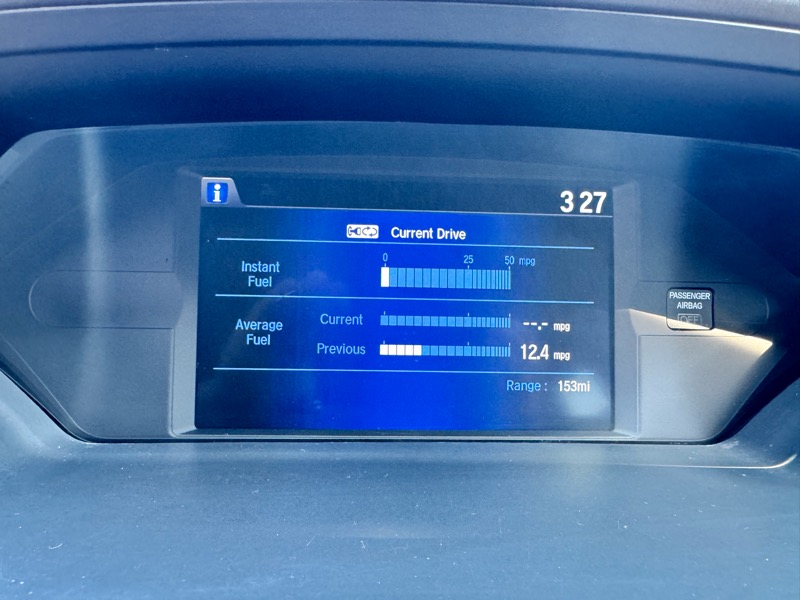 i
3 27
Current Drive
0 25 50 mpg
Instant
Fuel
Average
Fuel
Current --.- mpg
Previous 12.4 mpg
Range : 153mi
PASSENGER
AIRBAG
OFF